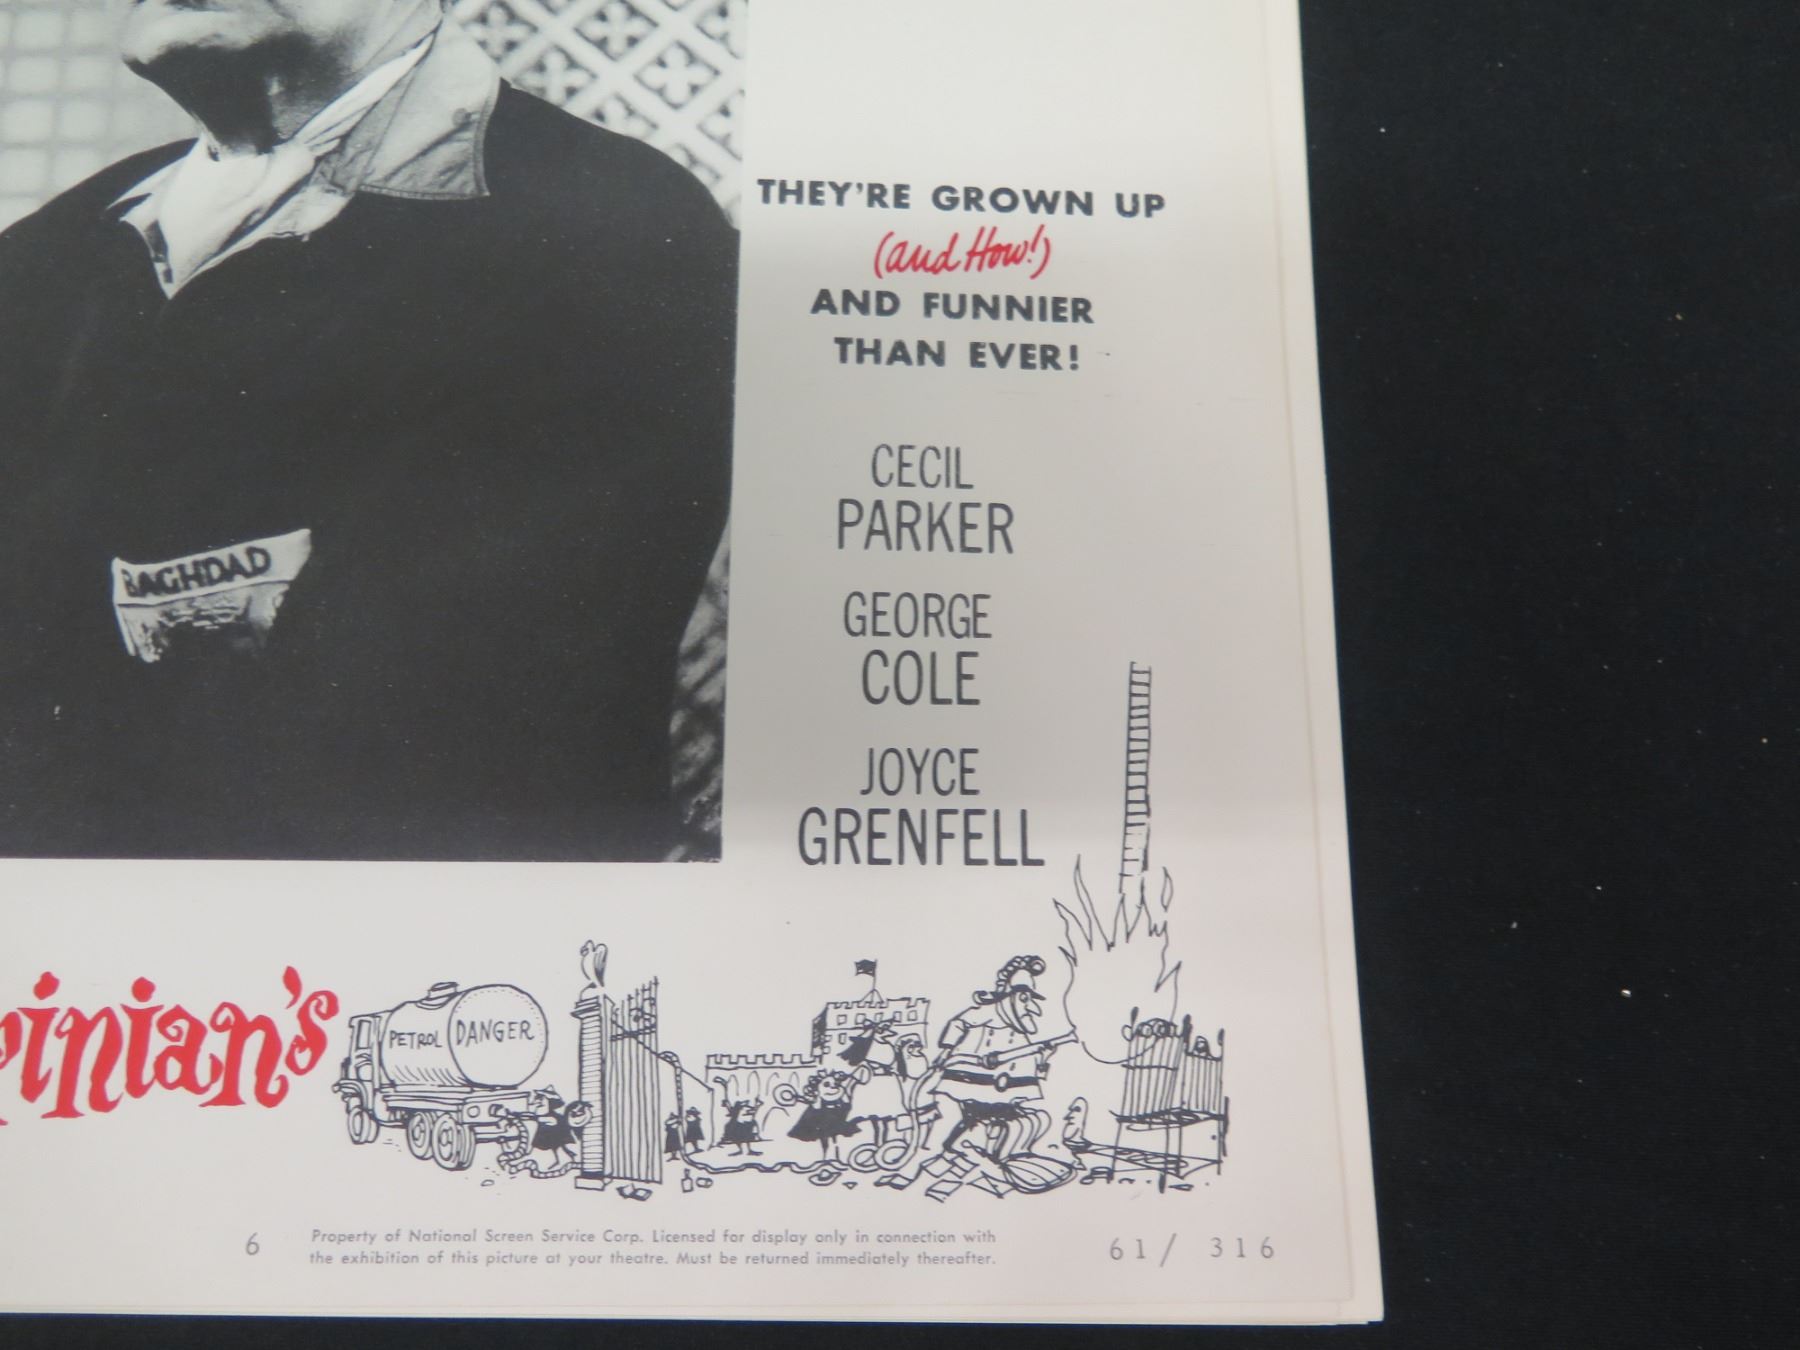 THEY'RE GROWN UP
(and How!)
AND FUNNIER
THAN EVER!
CECIL
PARKER
GEORGE
COLE
JOYCE
GRENFELL
BAGHDAD
pinian's
PETROL DANGER
6
Property of National Screen Service Corp. Licensed for display only in connection with
the exhibition of this picture at your theatre. Must be returned immediately thereafter.
61/ 316